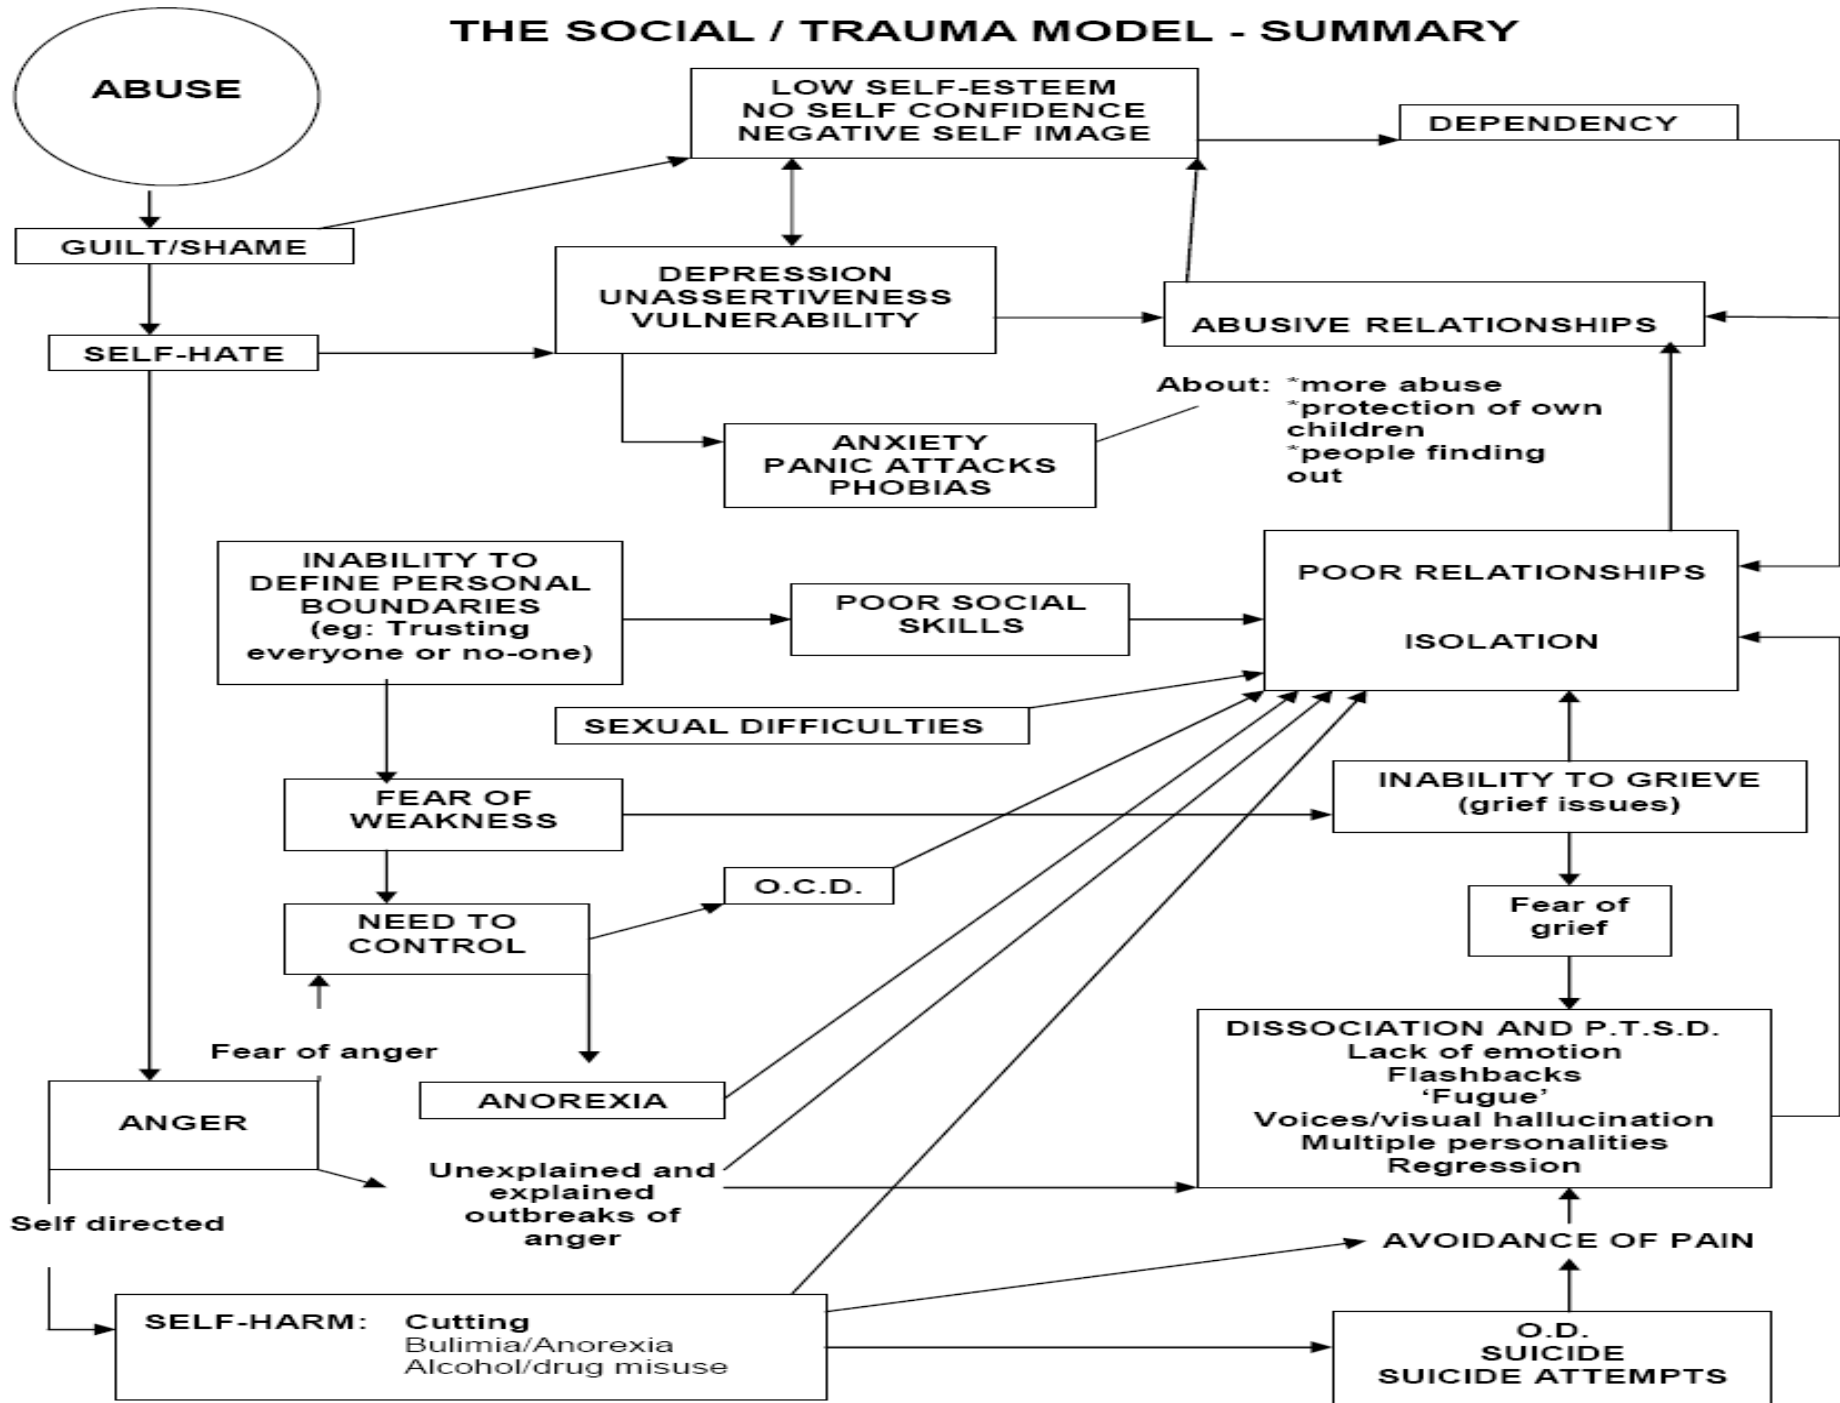 THE SOCIAL / TRAUMA MODEL - SUMMARY
ABUSE
LOW SELF-ESTEEM
NO SELF CONFIDENCE
NEGATIVE SELF IMAGE
DEPENDENCY
GUILT/SHAME
DEPRESSION
UNASSERTIVENESS
VULNERABILITY
ABUSIVE RELATIONSHIPS
SELF-HATE
About: *more abuse
*protection of own
children
*people finding
out
ANXIETY
PANIC ATTACKS
PHOBIAS
INABILITY TO
DEFINE PERSONAL
BOUNDARIES
(eg: Trusting
everyone or no-one)
POOR SOCIAL
SKILLS
POOR RELATIONSHIPS
ISOLATION
SEXUAL DIFFICULTIES
FEAR OF
WEAKNESS
INABILITY TO GRIEVE
(grief issues)
O.C.D.
NEED TO
CONTROL
Fear of
grief
Fear of anger
ANOREXIA
ANGER
DISSOCIATION AND P.T.S.D.
Lack of emotion
Flashbacks
‘Fugue’
Voices/visual hallucination
Multiple personalities
Regression
Unexplained and
explained
outbreaks of
anger
Self directed
AVOIDANCE OF PAIN
SELF-HARM: Cutting
Bulimia/Anorexia
Alcohol/drug misuse
O.D.
SUICIDE
SUICIDE ATTEMPTS